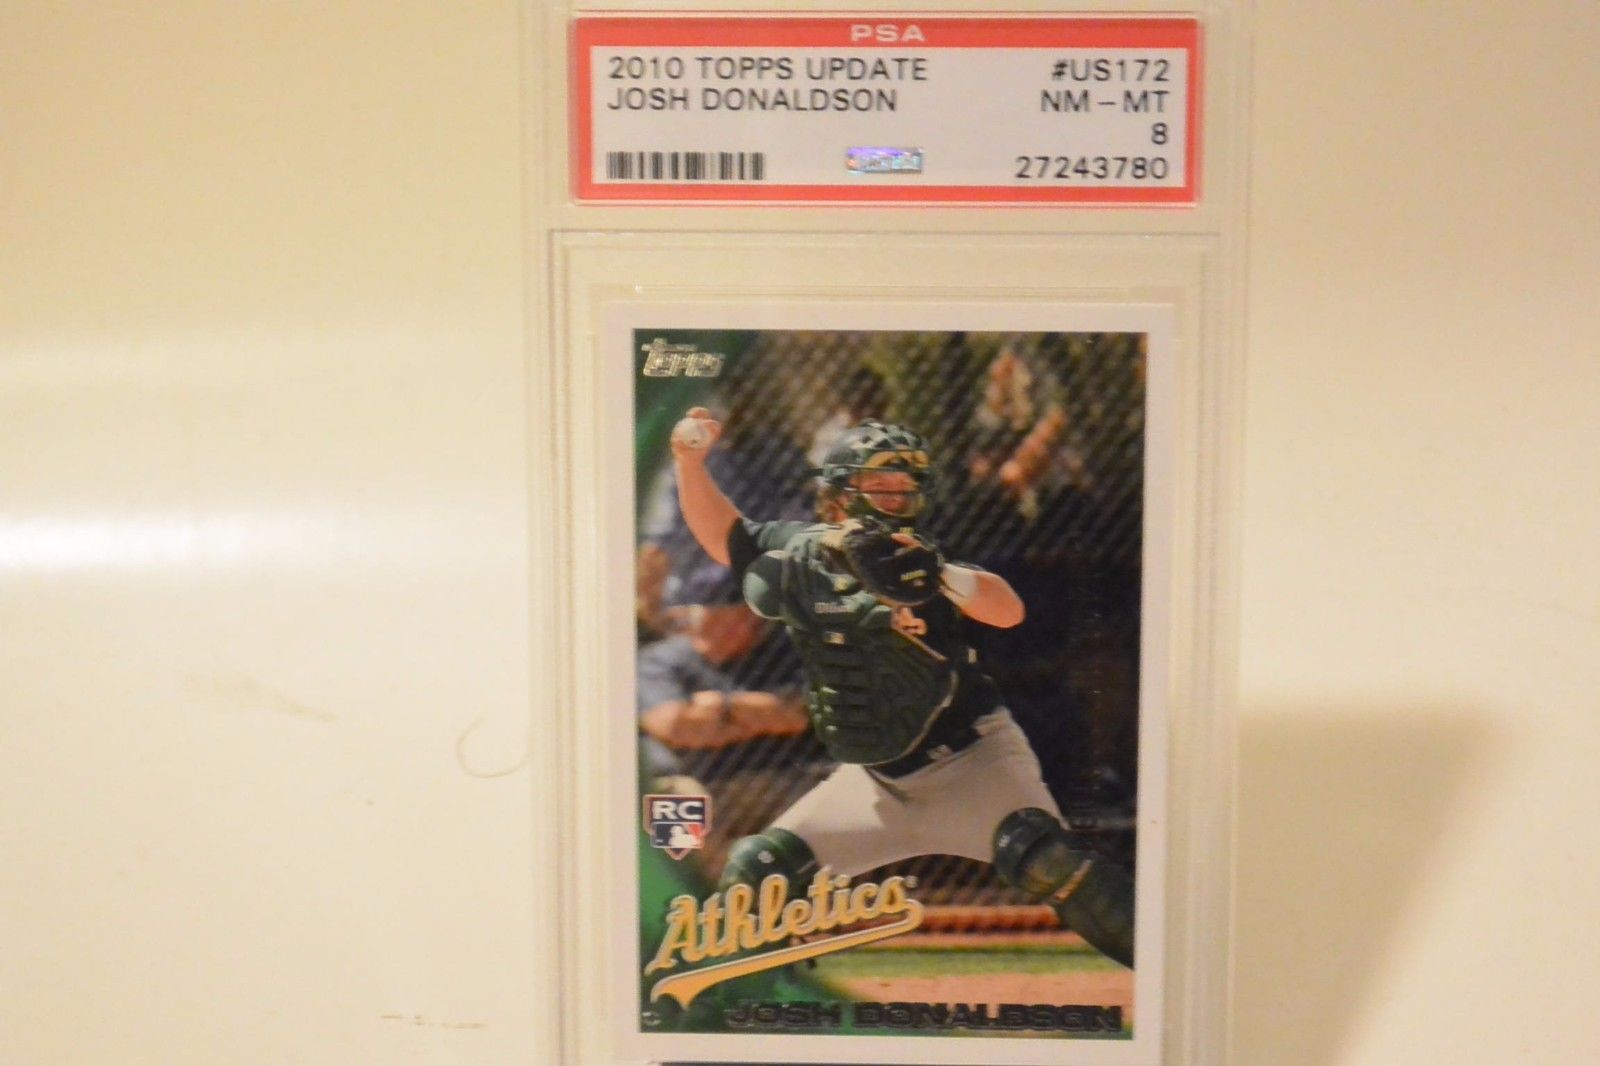 PSA
2010 TOPPS UPDATE #US172
JOSH DONALDSON NM - MT
8
27243780
Topps
RC
Athletics
JOSH DONALDSON